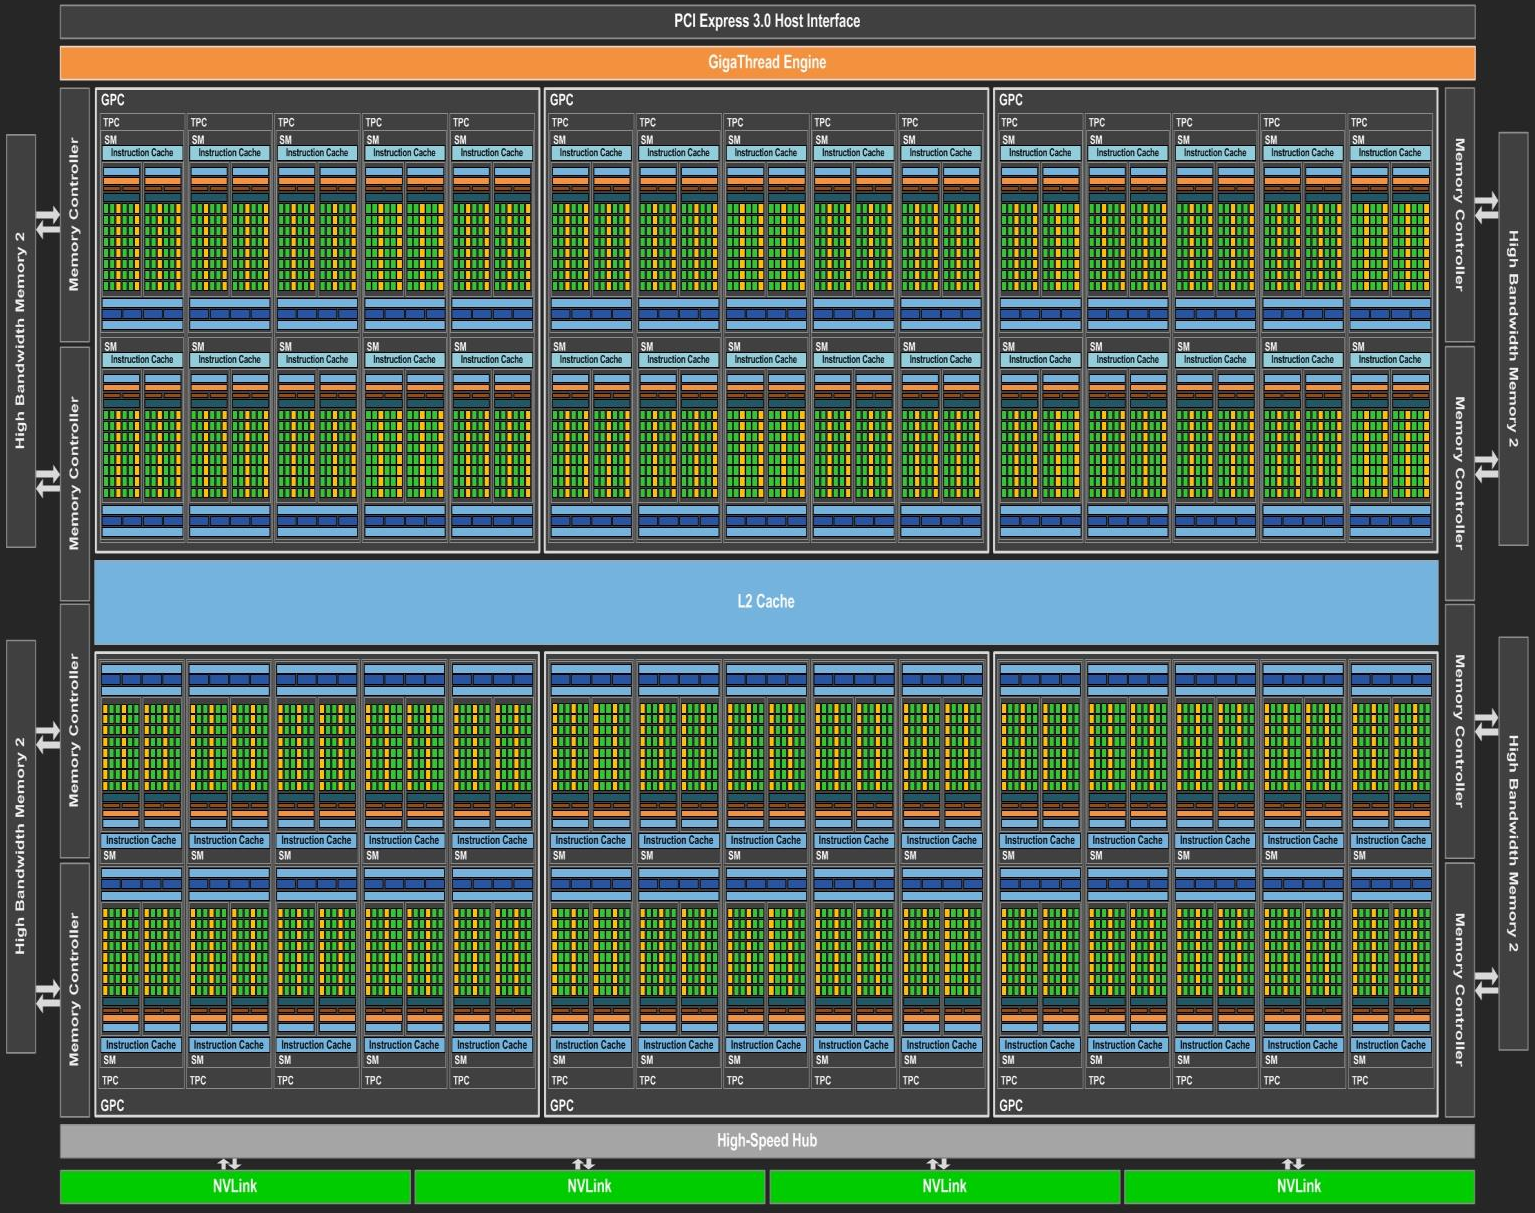 PCI Express 3.0 Host Interface
GigaThread Engine
High Bandwidth Memory 2
High Bandwidth Memory 2
Memory Controller
Memory Controller
Memory Controller
Memory Controller
GPC GPC GPC
TPC TPC TPC TPC TPC TPC TPC TPC TPC TPC TPC TPC TPC TPC TPC
SM SM SM SM SM SM SM SM SM SM SM SM SM SM SM
Instruction Cache Instruction Cache Instruction Cache Instruction Cache Instruction Cache Instruction Cache Instruction Cache Instruction Cache Instruction Cache Instruction Cache Instruction Cache Instruction Cache Instruction Cache Instruction Cache Instruction Cache
SM SM SM SM SM SM SM SM SM SM SM SM SM SM SM
Instruction Cache Instruction Cache Instruction Cache Instruction Cache Instruction Cache Instruction Cache Instruction Cache Instruction Cache Instruction Cache Instruction Cache Instruction Cache Instruction Cache Instruction Cache Instruction Cache Instruction Cache
L2 Cache
Instruction Cache Instruction Cache Instruction Cache Instruction Cache Instruction Cache Instruction Cache Instruction Cache Instruction Cache Instruction Cache Instruction Cache Instruction Cache Instruction Cache Instruction Cache Instruction Cache Instruction Cache
SM SM SM SM SM SM SM SM SM SM SM SM SM SM SM
Instruction Cache Instruction Cache Instruction Cache Instruction Cache Instruction Cache Instruction Cache Instruction Cache Instruction Cache Instruction Cache Instruction Cache Instruction Cache Instruction Cache Instruction Cache Instruction Cache Instruction Cache
SM SM SM SM SM SM SM SM SM SM SM SM SM SM SM
TPC TPC TPC TPC TPC TPC TPC TPC TPC TPC TPC TPC TPC TPC TPC
GPC GPC GPC
Memory Controller
Memory Controller
Memory Controller
Memory Controller
High Bandwidth Memory 2
High Bandwidth Memory 2
High-Speed Hub
NVLink NVLink NVLink NVLink